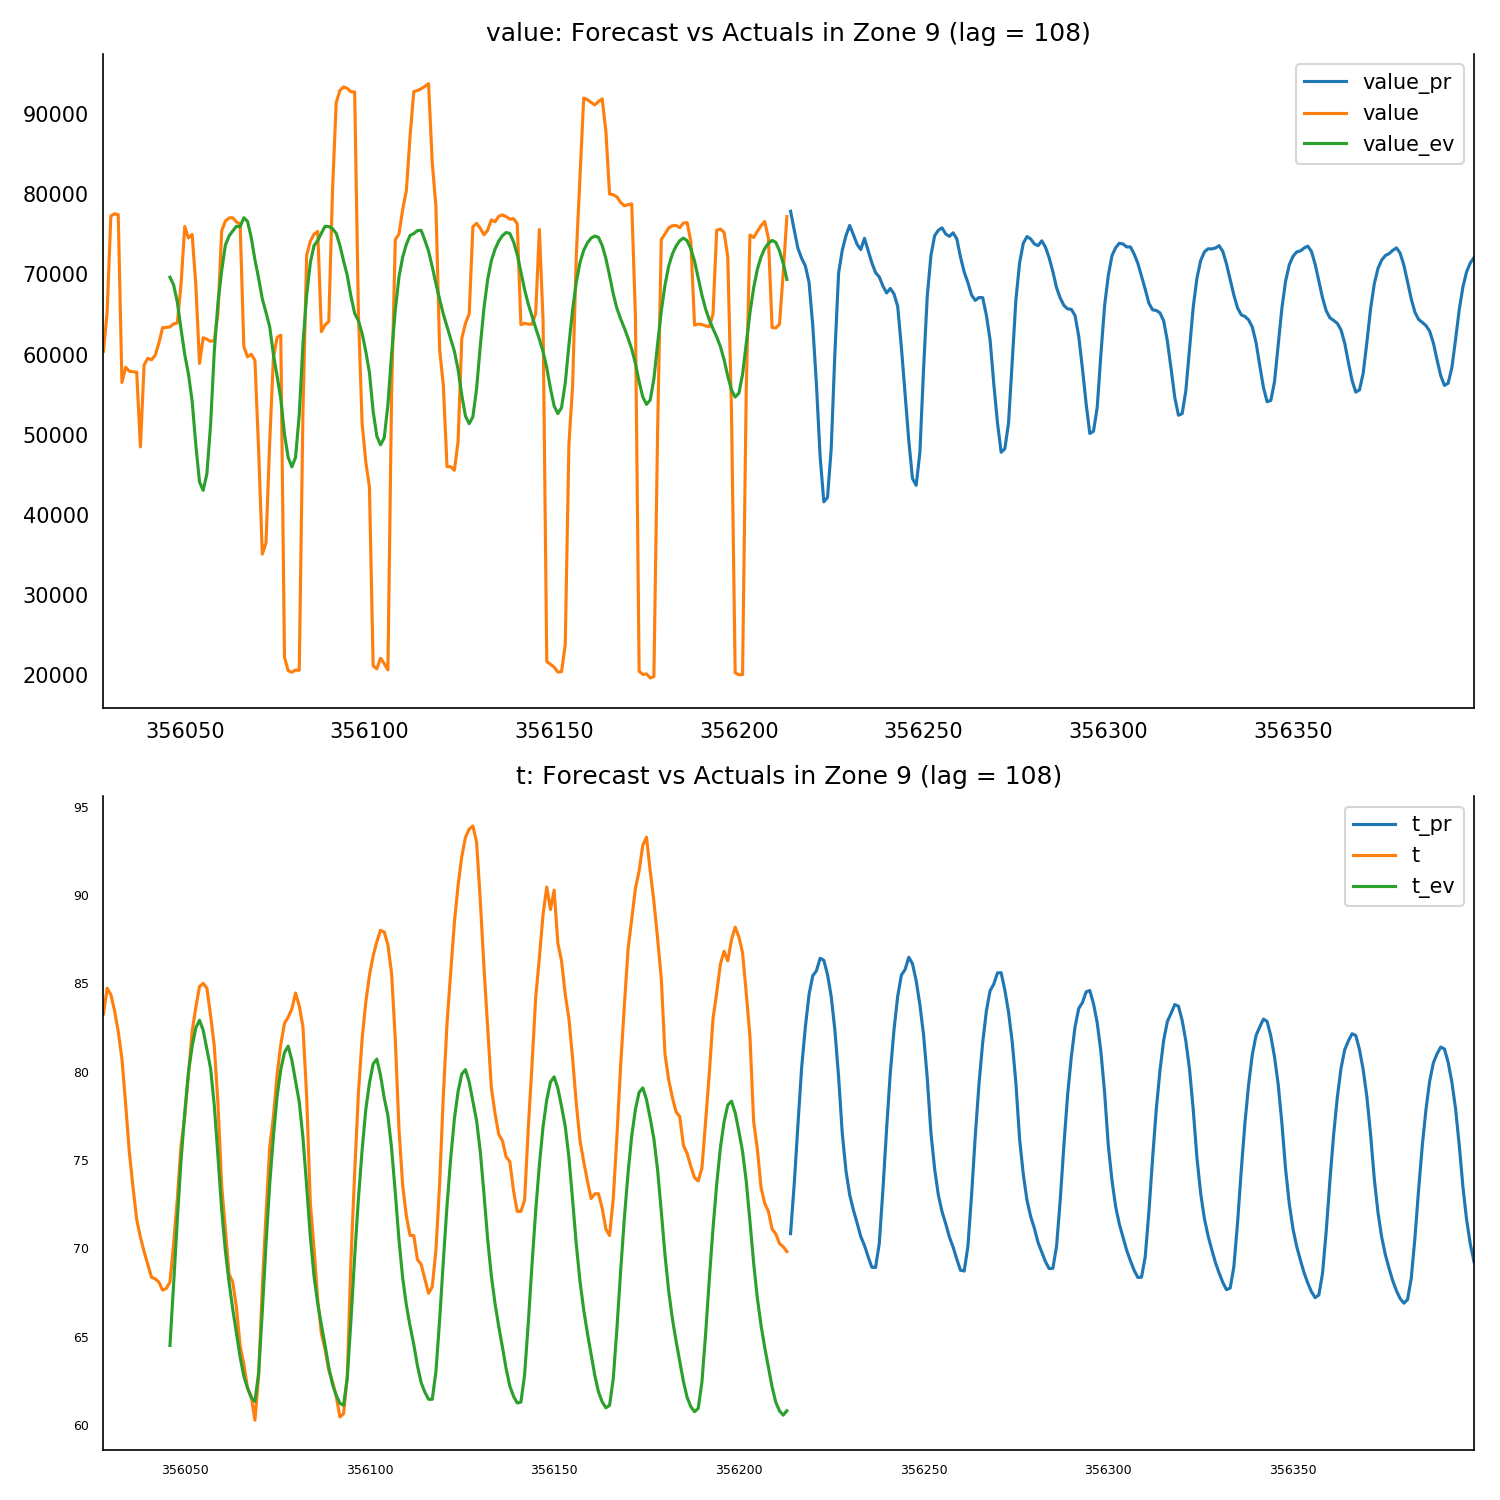 value: Forecast vs Actuals in Zone 9 (lag = 108)
value_pr
value
value_ev
90000
80000
70000
60000
50000
40000
30000
20000
356050 356100 356150 356200 356250 356300 356350
t: Forecast vs Actuals in Zone 9 (lag = 108)
t_pr
t
t_ev
95
90
85
80
75
70
65
60
356050 356100 356150 356200 356250 356300 356350